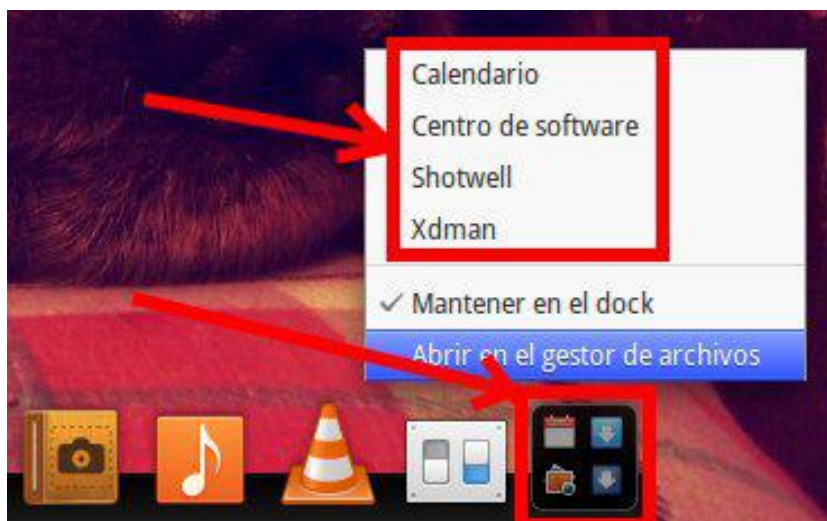 Calendario
Centro de software
Shotwell
Xdman
Mantener en el dock
Abrir en el gestor de archivos